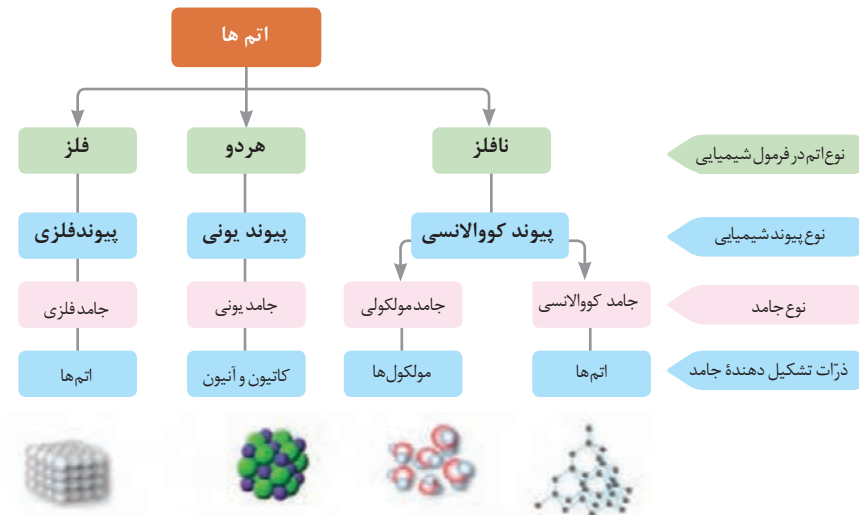 اتم ها
نوع اتم در فرمول شیمیایی
نافلز
هردو
فلز
نوع پیوند شیمیایی
پیوند کووالانسی
پیوند یونی
پیوند فلزی
نوع جامد
جامد کووالانسی
جامد مولکولی
جامد یونی
جامد فلزی
ذرّات تشکیل دهندهٔ جامد
اتم‌ها
مولکول‌ها
کاتیون و آنیون
اتم‌ها